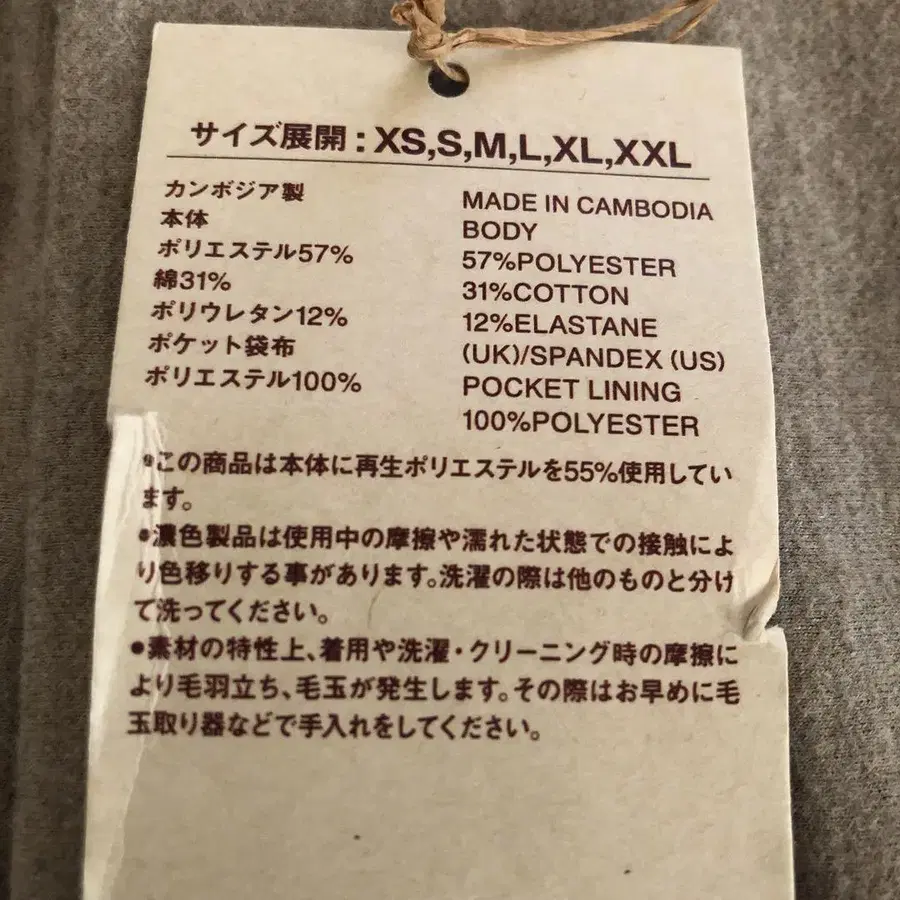 サイズ展開 : XS,S,M,L,XL,XXL
カンボジア製
本体
ポリエステル57%
綿31%
ポリウレタン12%
ポケット袋布
ポリエステル100%
MADE IN CAMBODIA
BODY
57%POLYESTER
31%COTTON
12%ELASTANE
(UK)/SPANDEX (US)
POCKET LINING
100%POLYESTER
●この商品は本体に再生ポリエステルを55%使用してい
ます。
●濃色製品は使用中の摩擦や濡れた状態での接触によ
り色移りする事があります。洗濯の際は他のものと分け
て洗ってください。
●素材の特性上、着用や洗濯・クリーニング時の摩擦に
より毛羽立ち、毛玉が発生します。その際はお早めに毛
玉取り器などで手入れをしてください。